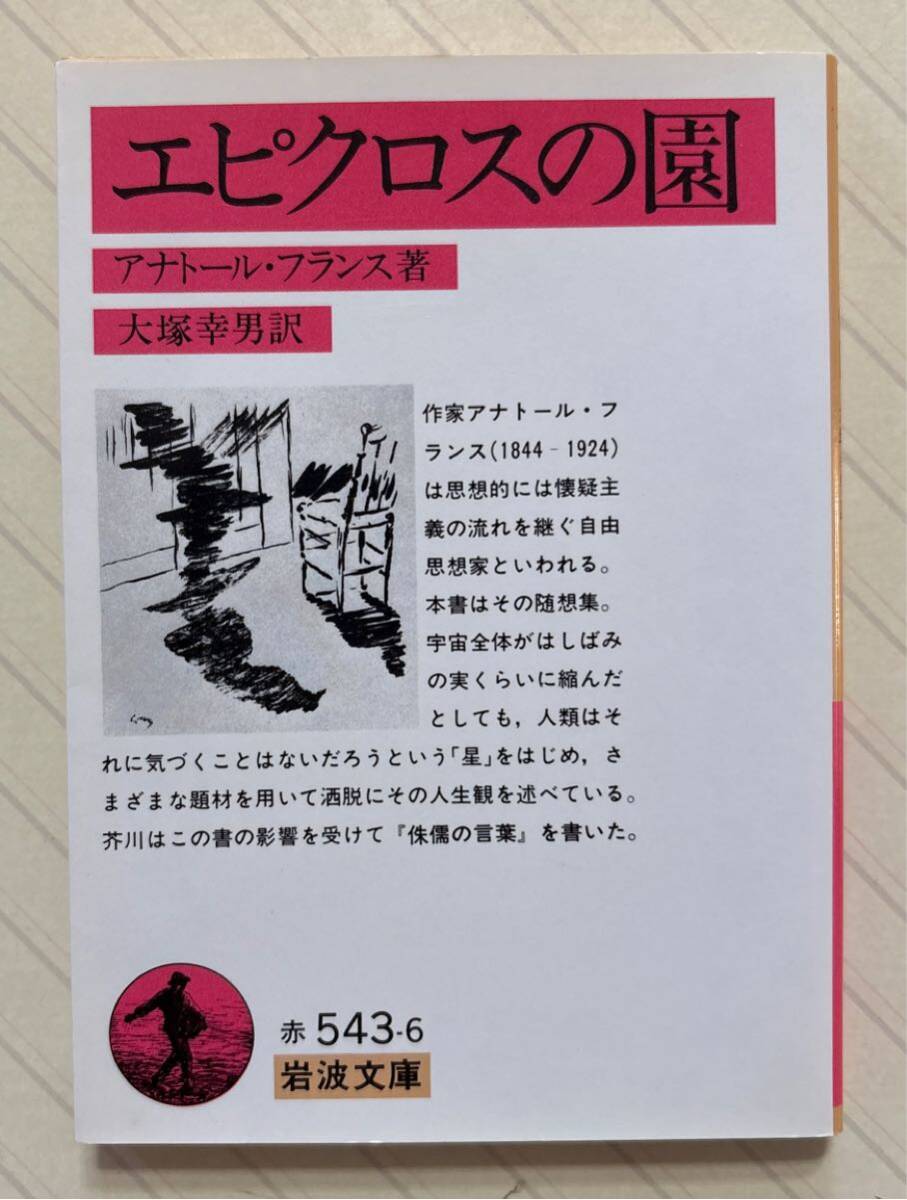 エピクロスの園
アナトール・フランス著
大塚幸男訳
作家アナトール・フ
ランス(1844‐1924)
は思想的には懐疑主
義の流れを継ぐ自由
思想家といわれる。
本書はその随想集。
宇宙全体がはしばみ
の実くらいに縮んだ
としても，人類はそ
れに気づくことはないだろうという「星」をはじめ，さ
まざまな題材を用いて洒脱にその人生観を述べている。
芥川はこの書の影響を受けて『侏儒の言葉』を書いた。
赤 543-6
岩波文庫